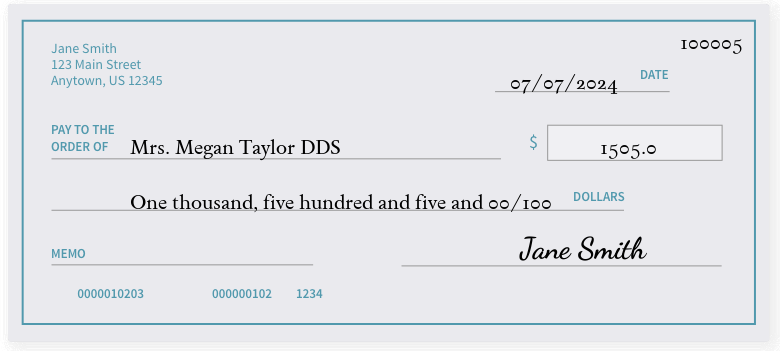 Jane Smith
100005
123 Main Street
Anytown, US 12345
07/07/2024 DATE
PAY TO THE
ORDER OF Mrs. Megan Taylor DDS $ 1505.0
One thousand, five hundred and five and 00/100 DOLLARS
MEMO Jane Smith
0000010203 000000102 1234